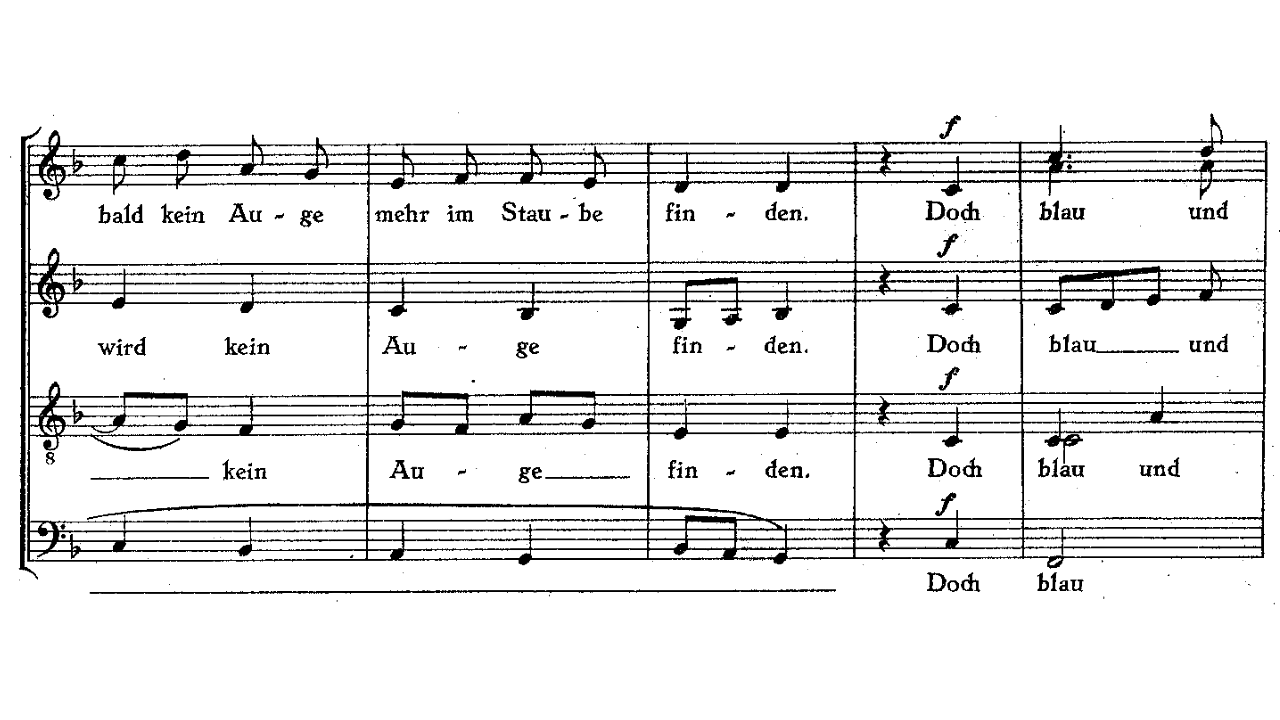 f
bald kein Au - ge mehr im Stau - be fin - den. Doch blau und
f
wird kein Au - ge fin - den. Doch blau und
f
8
kein Au - ge fin - den. Doch blau und
f
Doch blau